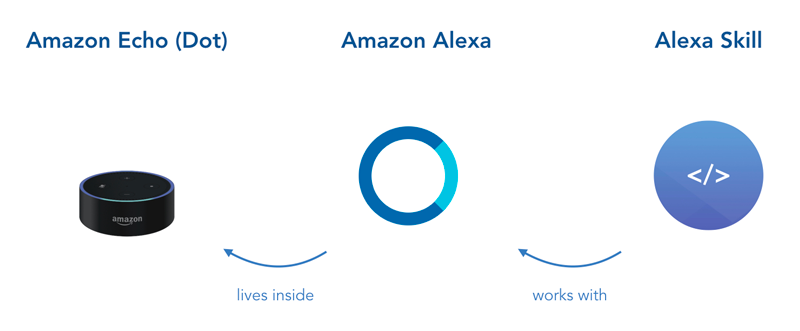 Amazon Echo (Dot)
Amazon Alexa
Alexa Skill
amazon
</>
lives inside
works with